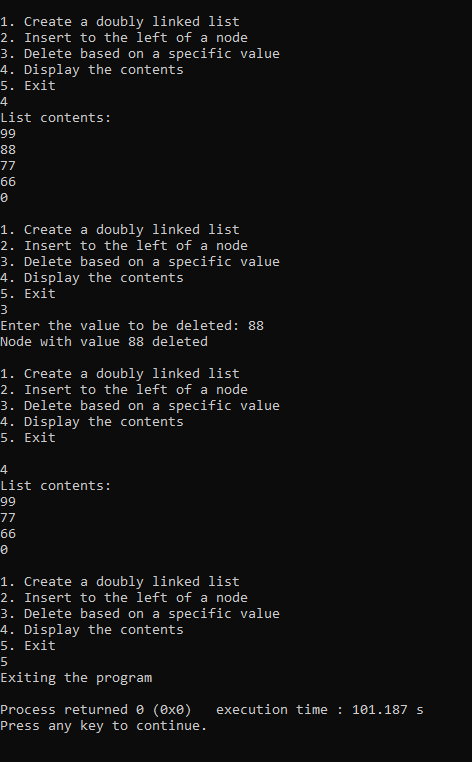 1. Create a doubly linked list
2. Insert to the left of a node
3. Delete based on a specific value
4. Display the contents
5. Exit
4
List contents:
99
88
77
66
0
1. Create a doubly linked list
2. Insert to the left of a node
3. Delete based on a specific value
4. Display the contents
5. Exit
3
Enter the value to be deleted: 88
Node with value 88 deleted
1. Create a doubly linked list
2. Insert to the left of a node
3. Delete based on a specific value
4. Display the contents
5. Exit
4
List contents:
99
77
66
0
1. Create a doubly linked list
2. Insert to the left of a node
3. Delete based on a specific value
4. Display the contents
5. Exit
5
Exiting the program
Process returned 0 (0x0)   execution time : 101.187 s
Press any key to continue.